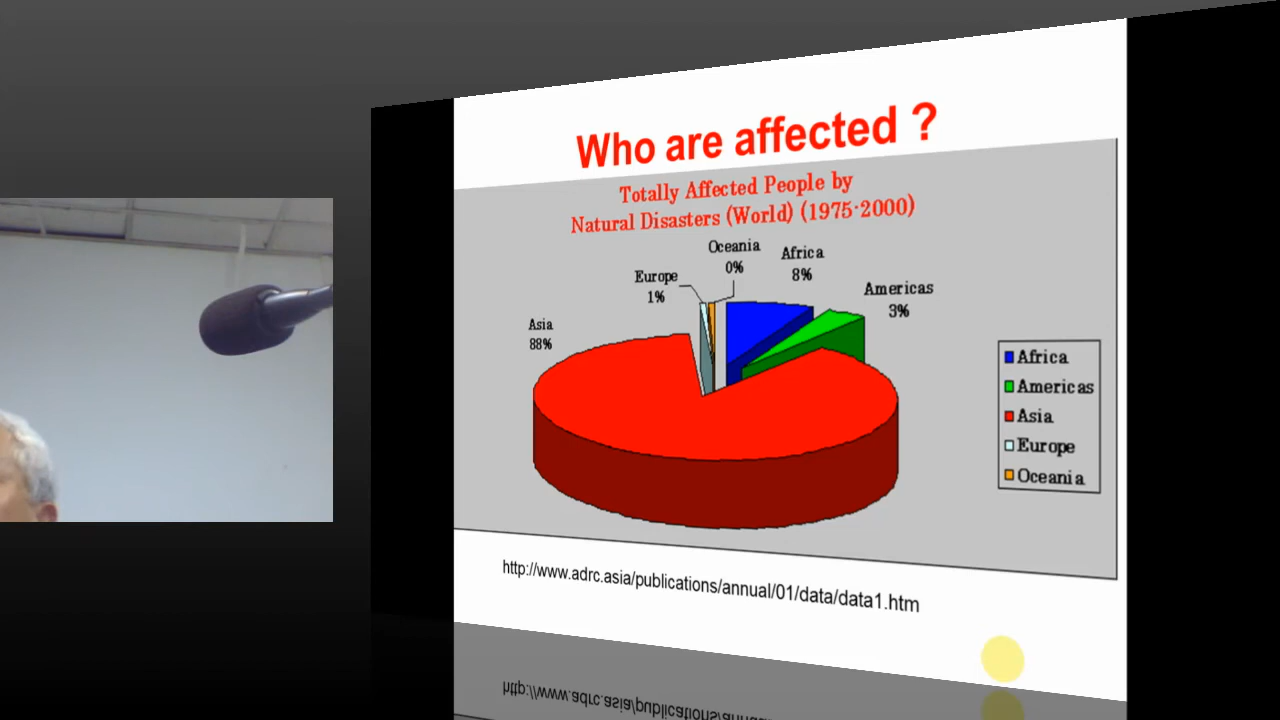 Who are affected ?
Totally Affected People by
Natural Disasters (World) (1975-2000)
Oceania
0%
Africa
8%
Europe
1%
Americas
3%
Asia
88%
Africa
Americas
Asia
Europe
Oceania
http://www.adrc.asia/publications/annual/01/data/data1.htm